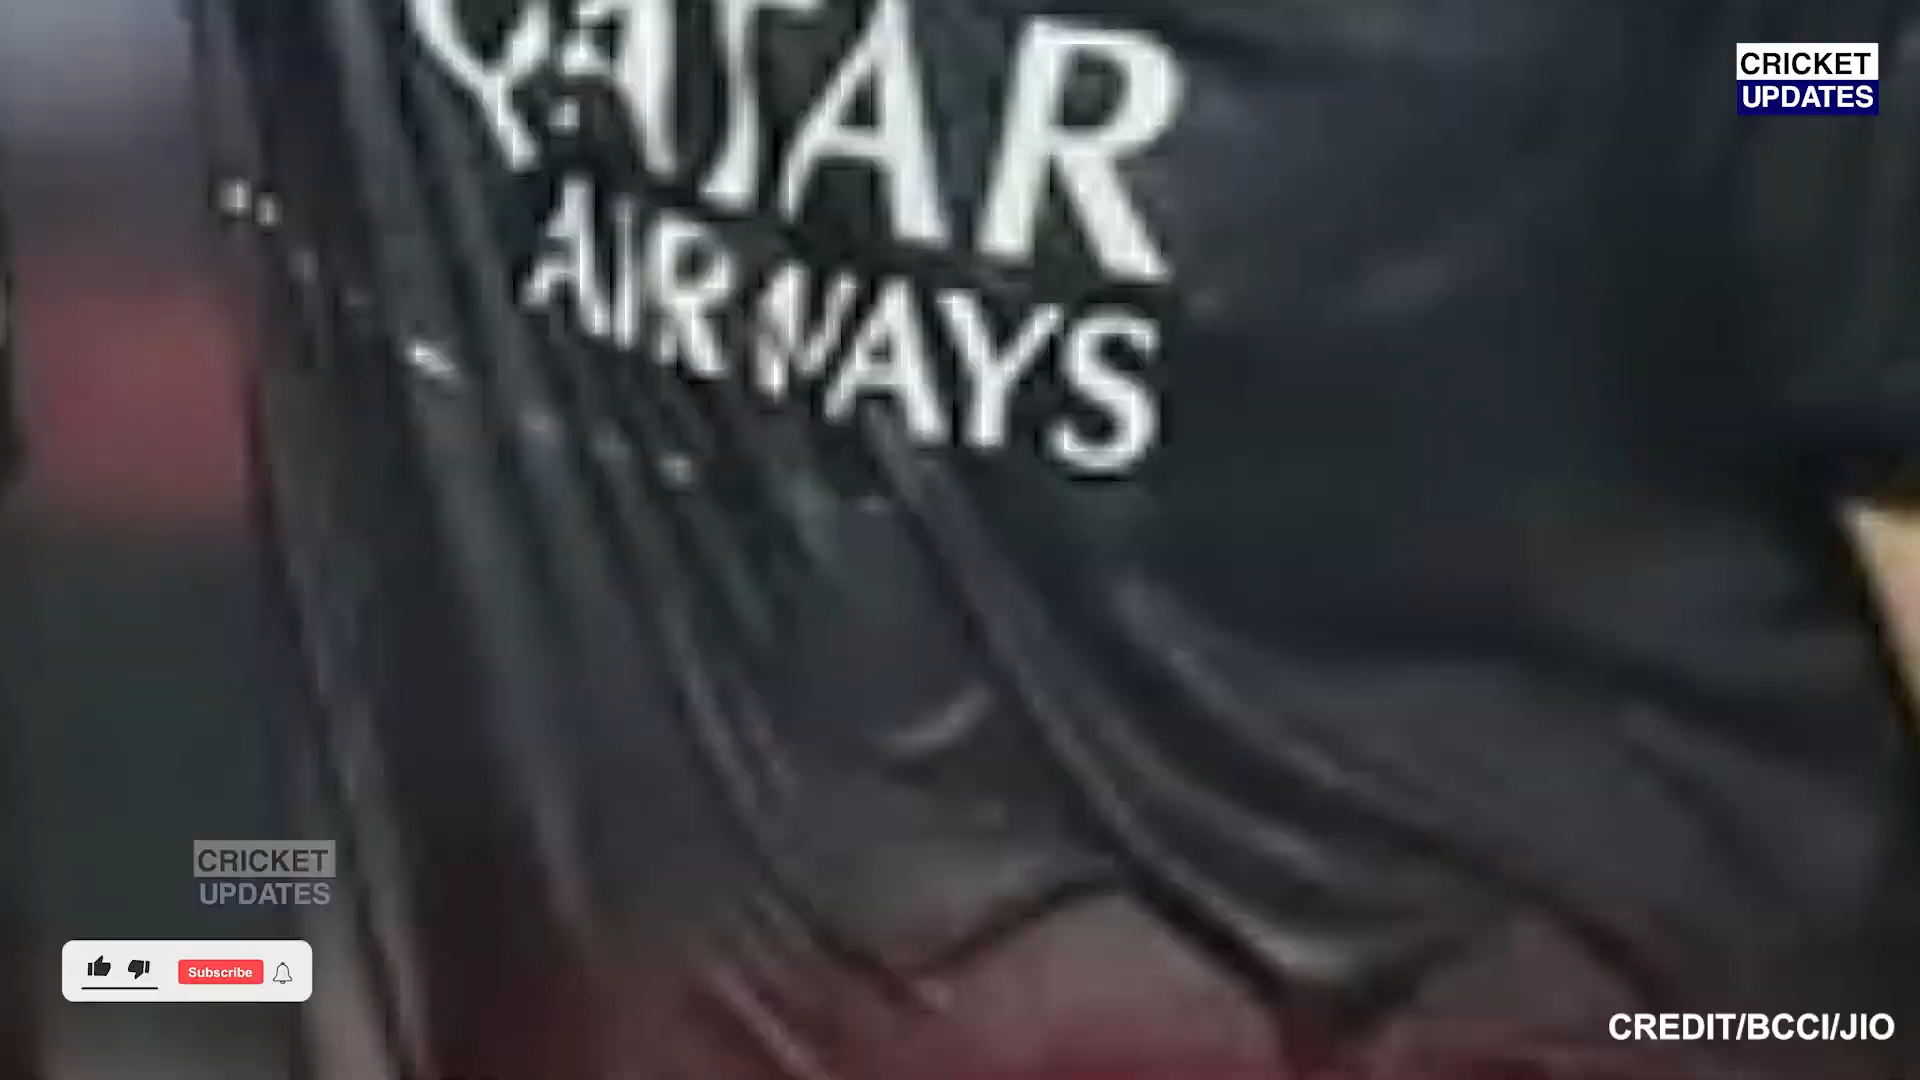 CRICKET
UPDATES
QATAR
AIRWAYS
CRICKET
UPDATES
Subscribe
CREDIT/BCCI/JIO